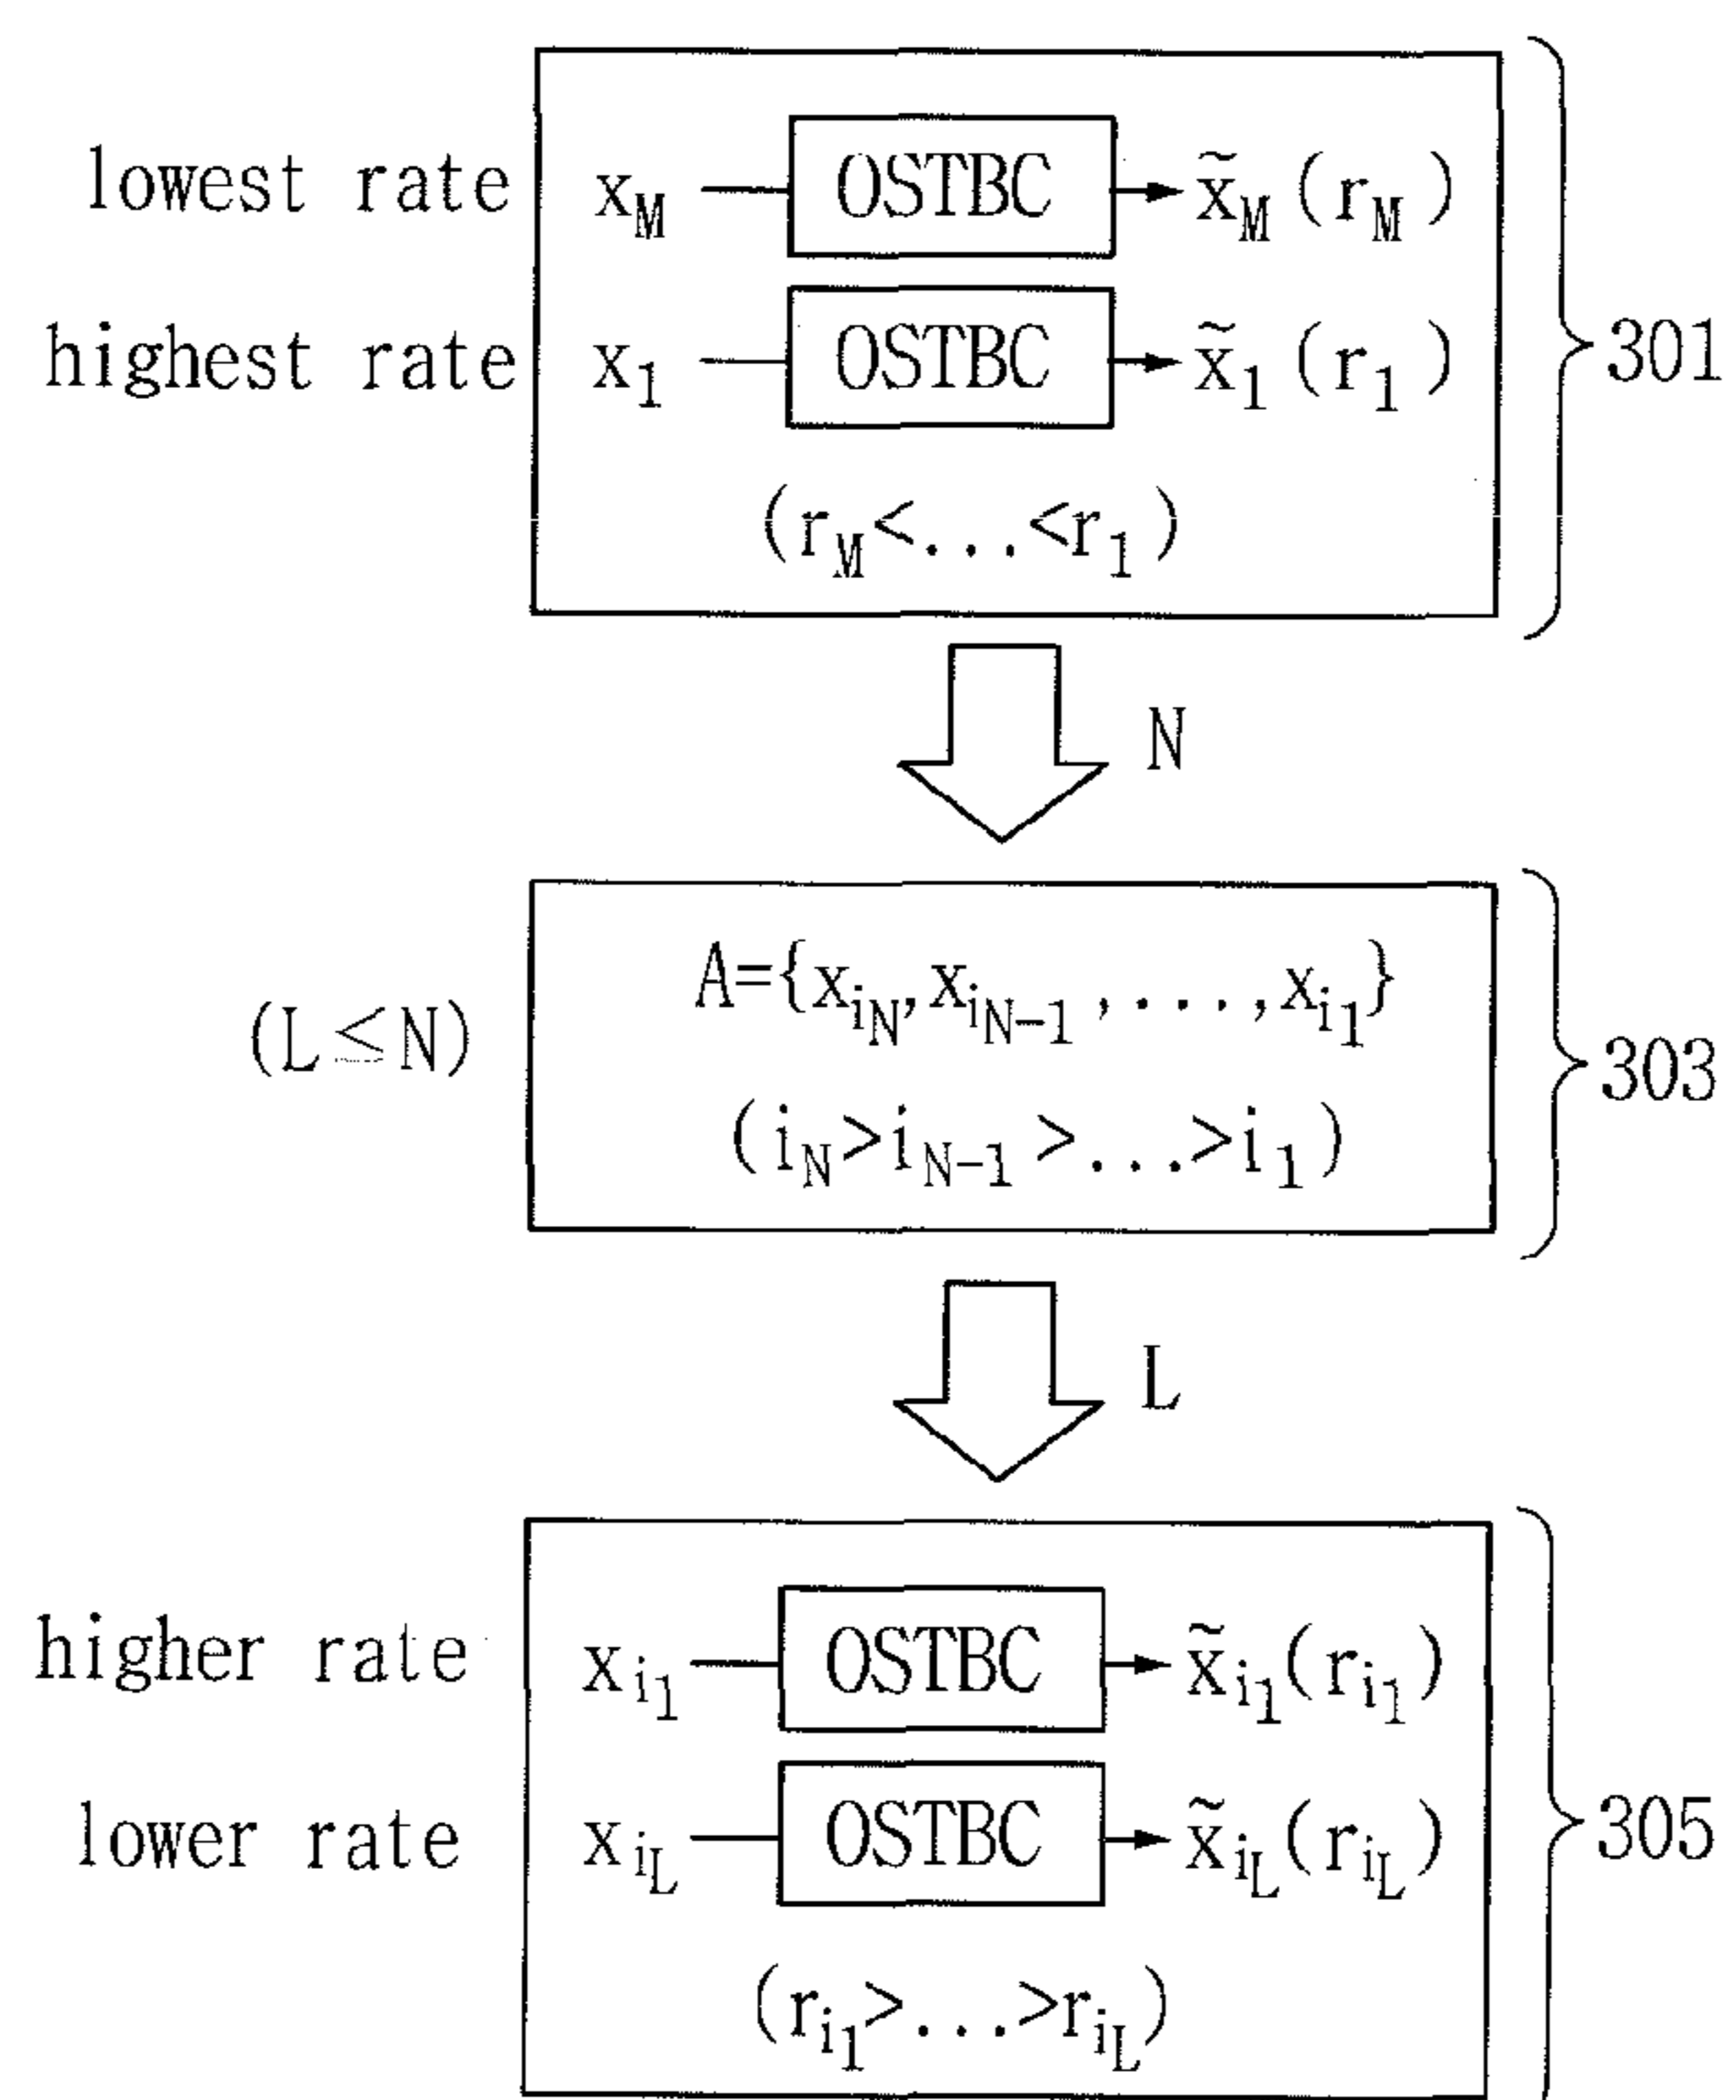 lowest rate x_M OSTBC x̃_M (r_M)
highest rate x_1 OSTBC x̃_1 (r_1)
301
(r_M<...<r_1)
N
A={x_{i_N},x_{i_{N-1}},...,x_{i_1}}
(L≤N)
303
(i_N>i_{N-1}>...>i_1)
L
higher rate x_{i_1} OSTBC x̃_{i_1}(r_{i_1})
lower rate x_{i_L} OSTBC x̃_{i_L}(r_{i_L})
305
(r_{i_1}>...>r_{i_L})